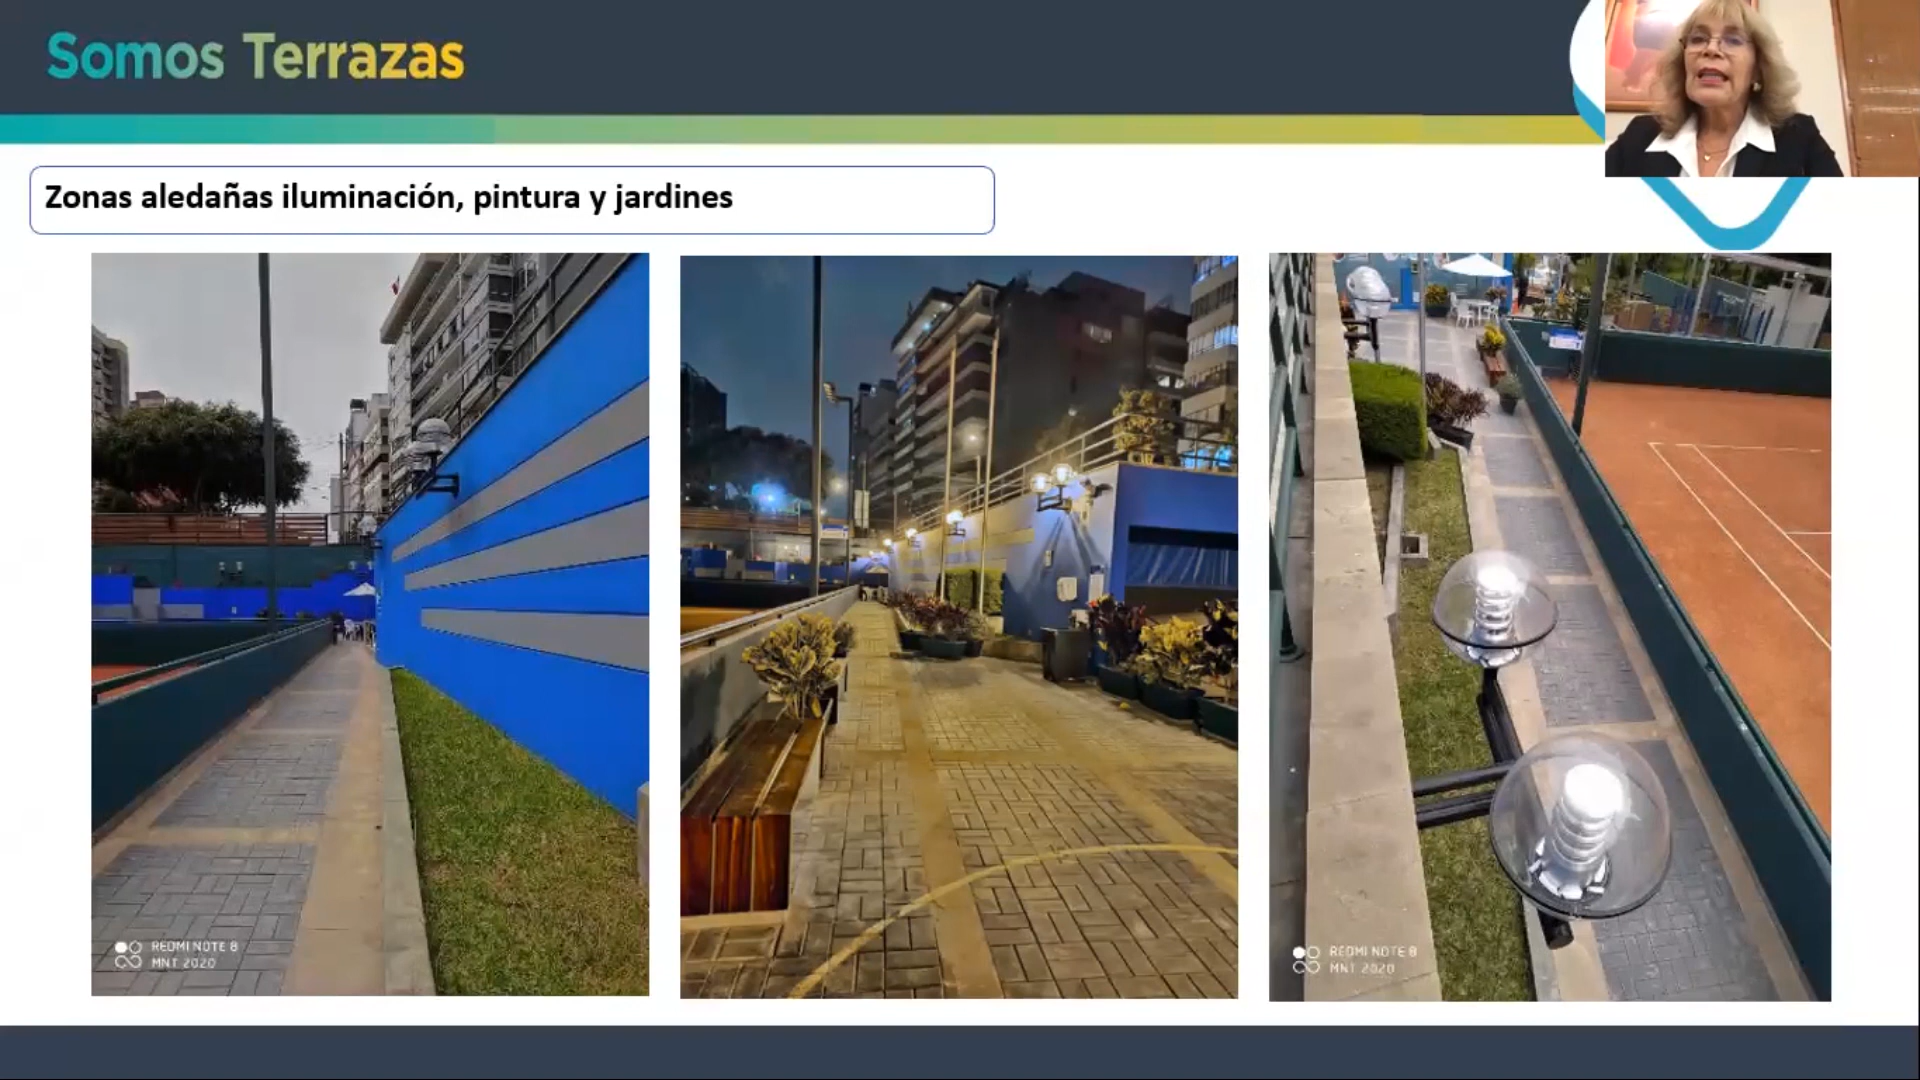 Somos Terrazas
Zonas aledañas iluminación, pintura y jardines
REDMI NOTE 8
MNT 2020
REDMI NOTE 8
MNT 2020